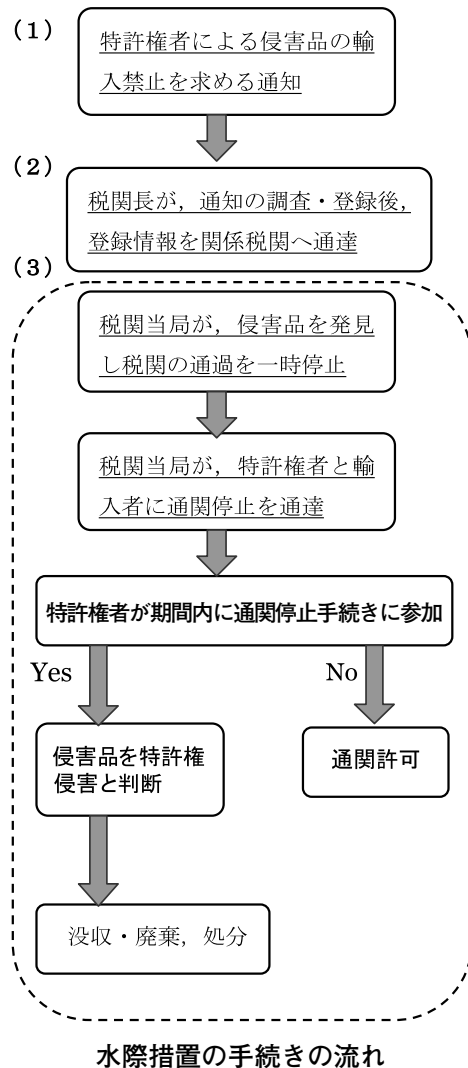 (1)
特許権者による侵害品の輸
入禁止を求める通知
(2)
税関長が，通知の調査・登録後，
登録情報を関係税関へ通達
(3)
税関当局が，侵害品を発見
し税関の通過を一時停止
税関当局が，特許権者と輸
入者に通関停止を通達
特許権者が期間内に通関停止手続きに参加
Yes
No
侵害品を特許権
侵害と判断
通関許可
没収・廃棄，処分
水際措置の手続きの流れ